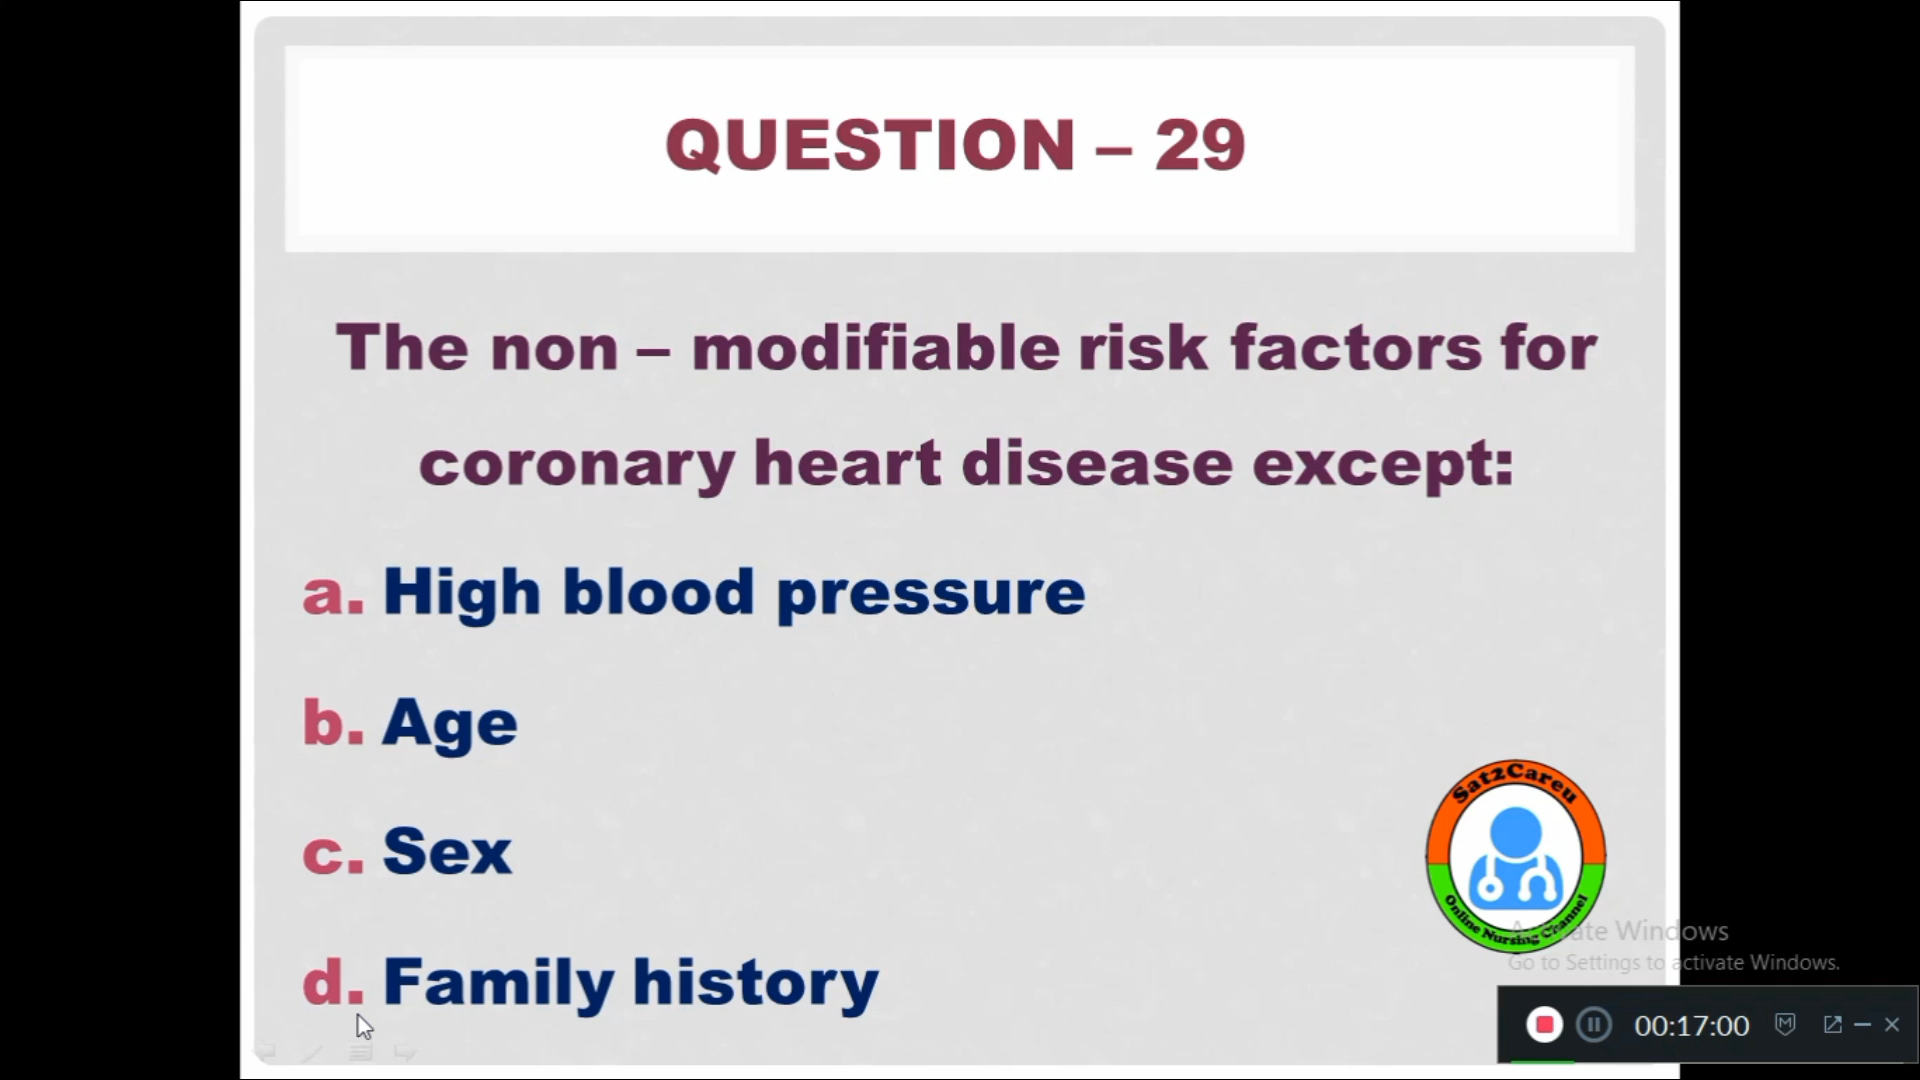 QUESTION – 29
The non – modifiable risk factors for
coronary heart disease except:
a. High blood pressure
b. Age
c. Sex
d. Family history
Sat2Careu
Online Nursing Channel
Activate Windows
Go to Settings to activate Windows.
00:17:00